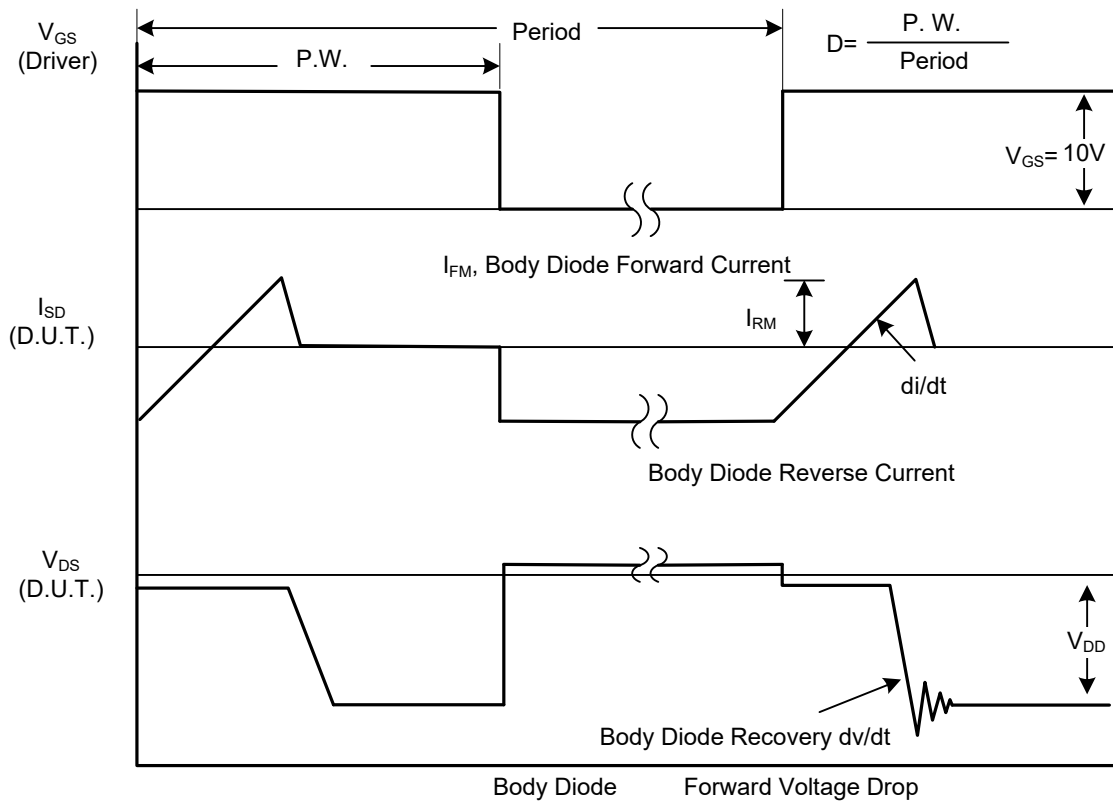 V_GS
(Driver)
Period
P.W.
D= P. W. / Period
V_GS= 10V
I_FM, Body Diode Forward Current
I_SD
(D.U.T.)
I_RM
di/dt
Body Diode Reverse Current
V_DS
(D.U.T.)
V_DD
Body Diode Recovery dv/dt
Body Diode Forward Voltage Drop